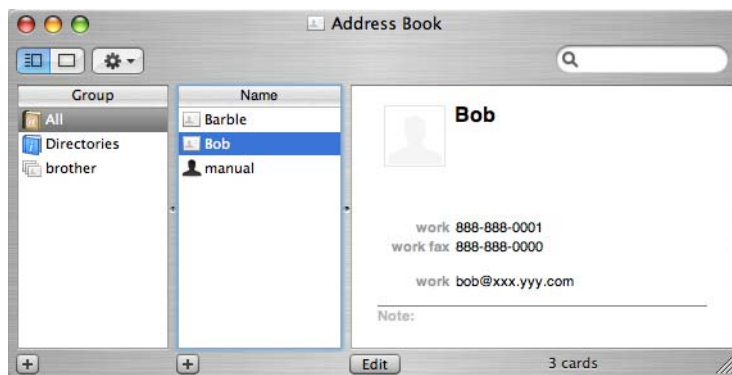 Address Book
Group
All
Directories
brother
Name
Barble
Bob
manual
Bob
work 888-888-0001
work fax 888-888-0000
work bob@xxx.yyy.com
Note:
Edit
3 cards